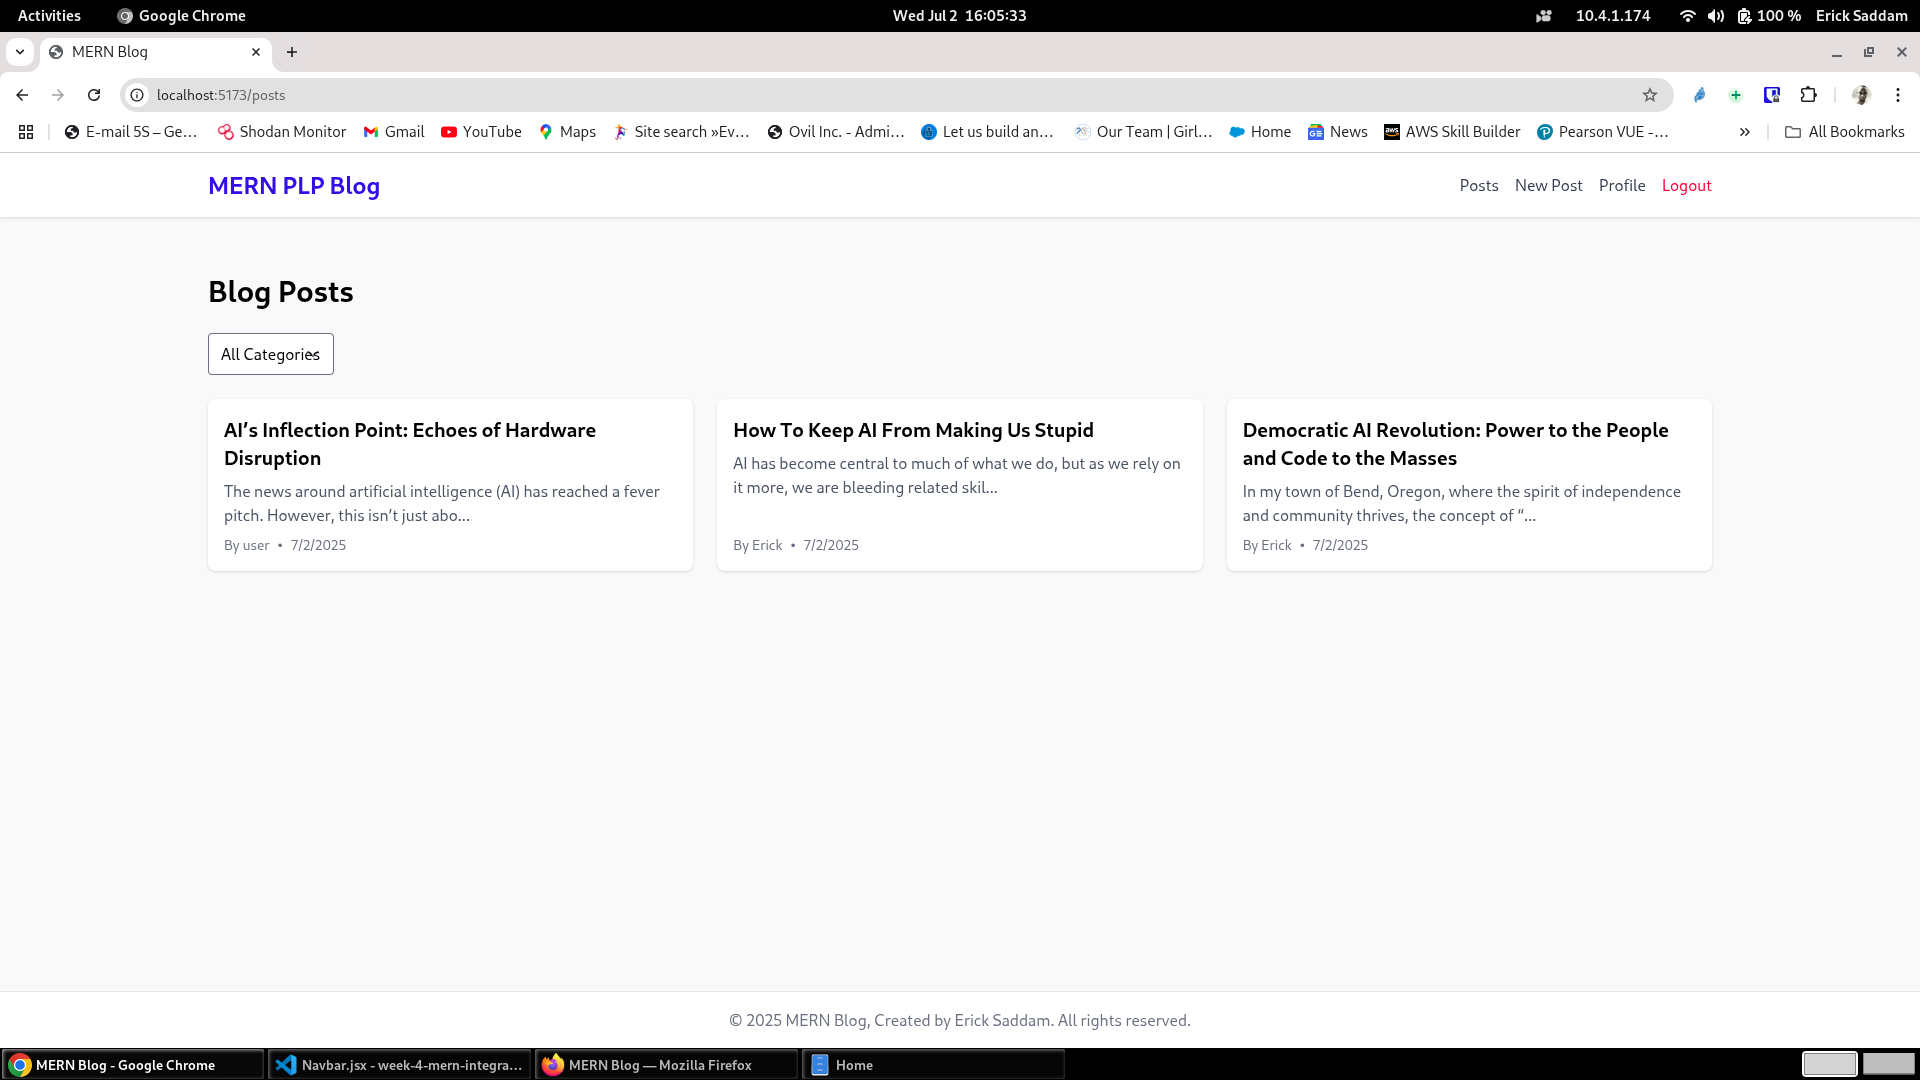 Activities Google Chrome Wed Jul 2 16:05:33 10.4.1.174 100 % Erick Saddam
MERN Blog
localhost:5173/posts
E-mail 5S – Ge… Shodan Monitor Gmail YouTube Maps Site search »Ev… Ovil Inc. - Admi… Let us build an… Our Team | Girl… Home News AWS Skill Builder Pearson VUE -… » All Bookmarks
MERN PLP Blog Posts New Post Profile Logout
Blog Posts
All Categories
AI’s Inflection Point: Echoes of Hardware
Disruption
The news around artificial intelligence (AI) has reached a fever
pitch. However, this isn’t just abo...
By user • 7/2/2025
How To Keep AI From Making Us Stupid
AI has become central to much of what we do, but as we rely on
it more, we are bleeding related skil...
By Erick • 7/2/2025
Democratic AI Revolution: Power to the People
and Code to the Masses
In my town of Bend, Oregon, where the spirit of independence
and community thrives, the concept of “...
By Erick • 7/2/2025
© 2025 MERN Blog, Created by Erick Saddam. All rights reserved.
MERN Blog - Google Chrome Navbar.jsx - week-4-mern-integra… MERN Blog — Mozilla Firefox Home